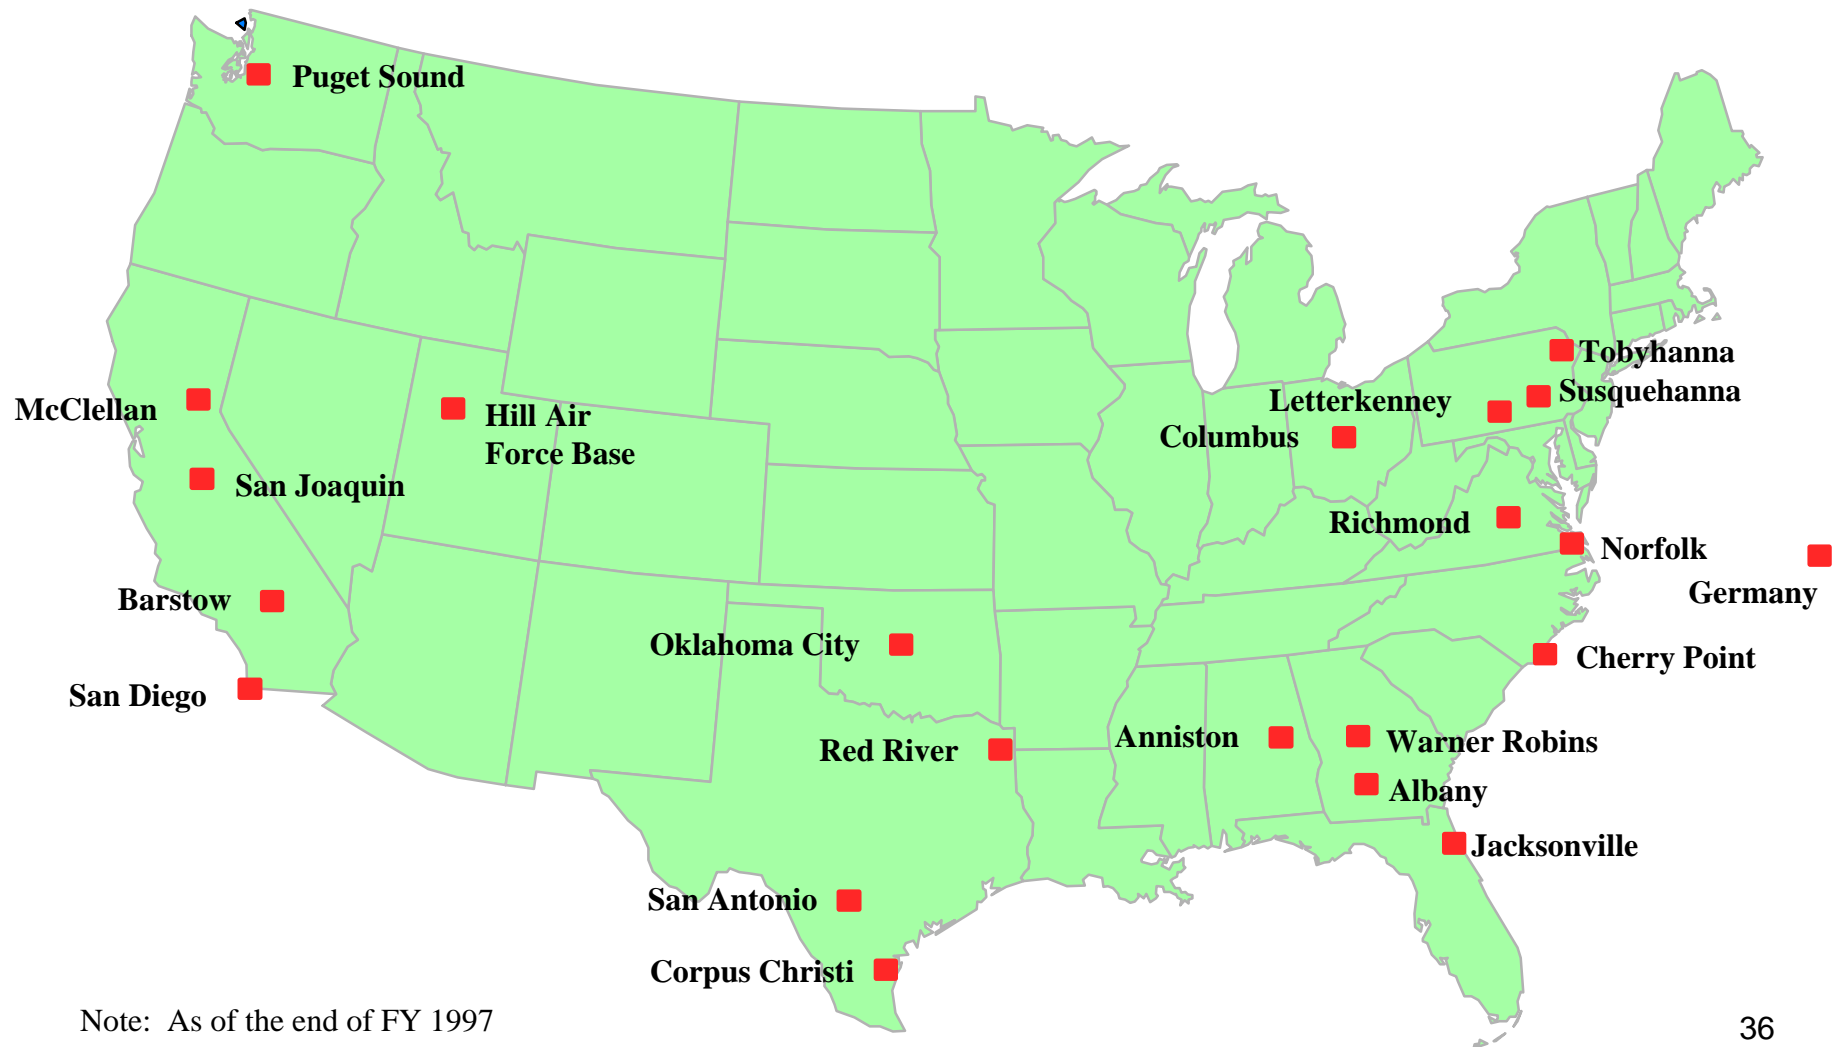 Puget Sound
Tobyhanna
Susquehanna
Letterkenney
McClellan
Hill Air
Force Base
Columbus
San Joaquin
Richmond
Norfolk
Germany
Barstow
Oklahoma City
Cherry Point
San Diego
Anniston
Warner Robins
Red River
Albany
Jacksonville
San Antonio
Corpus Christi
Note: As of the end of FY 1997
36